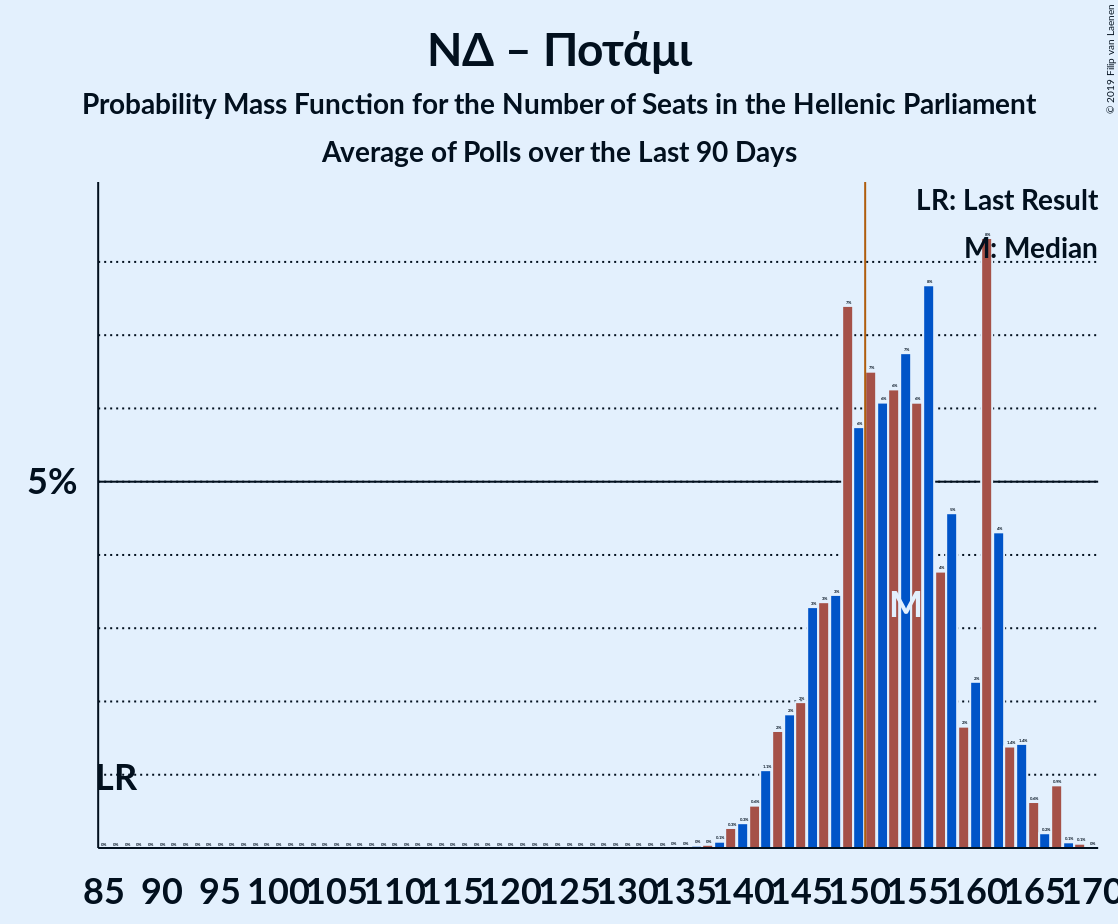 ΝΔ – Ποτάμι
Probability Mass Function for the Number of Seats in the Hellenic Parliament
Average of Polls over the Last 90 Days
© 2019 Filip van Laenen
LR: Last Result
M: Median
5%
M
LR
85 90 95 100 105 110 115 120 125 130 135 140 145 150 155 160 165 170